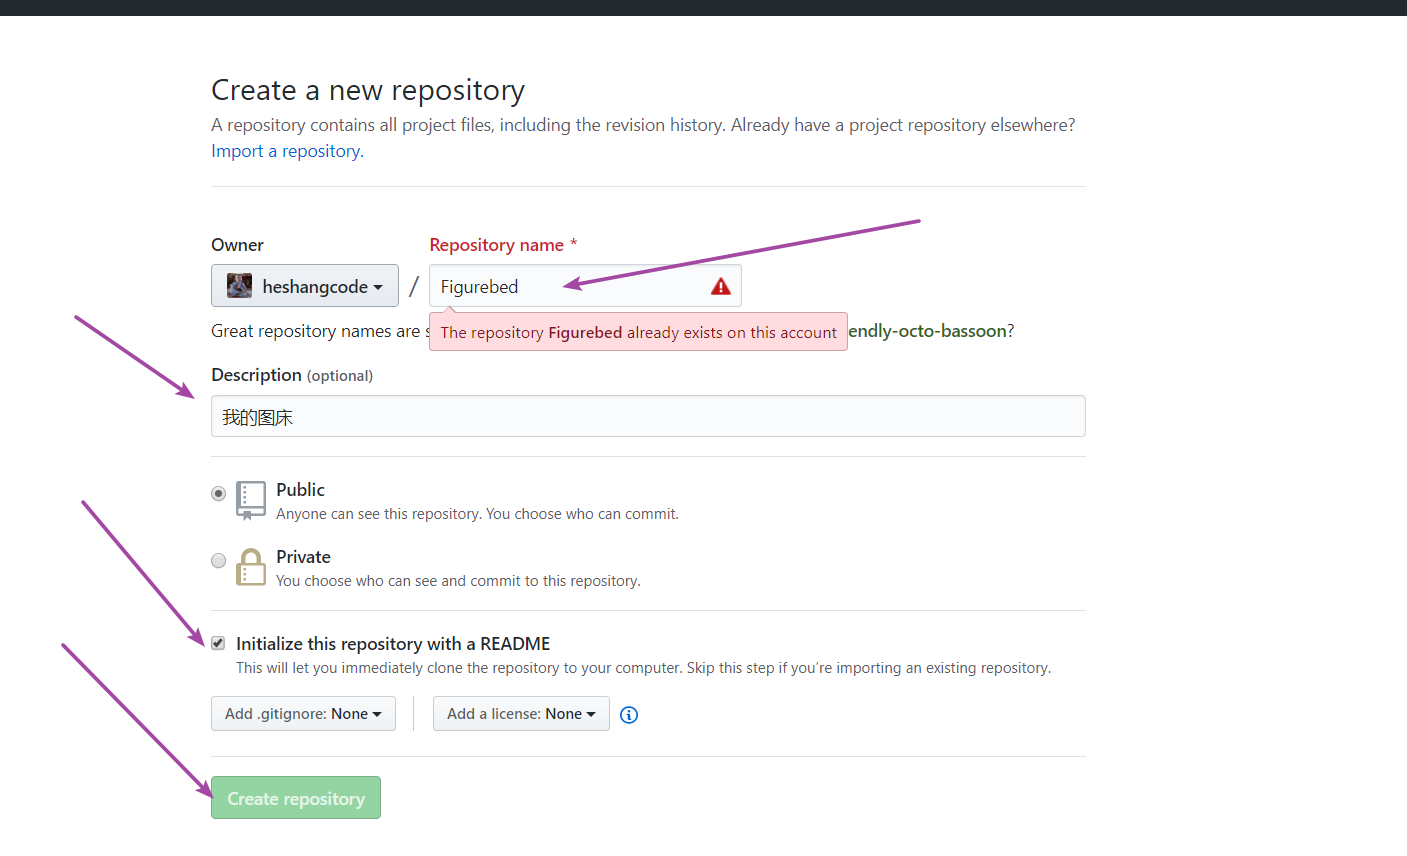 Create a new repository
A repository contains all project files, including the revision history. Already have a project repository elsewhere?
Import a repository.
Owner
Repository name *
heshangcode
/
Figurebed
Great repository names are s
The repository Figurebed already exists on this account
endly-octo-bassoon?
Description (optional)
我的图床
Public
Anyone can see this repository. You choose who can commit.
Private
You choose who can see and commit to this repository.
Initialize this repository with a README
This will let you immediately clone the repository to your computer. Skip this step if you’re importing an existing repository.
Add .gitignore: None
Add a license: None
Create repository